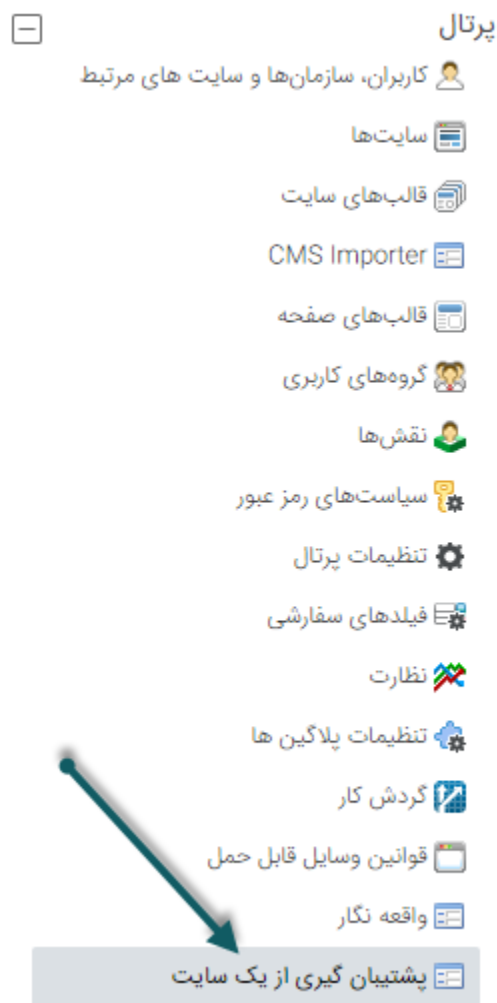 پرتال
کاربران، سازمان‌ها و سایت های مرتبط
سایت‌ها
قالب‌های سایت
CMS Importer
قالب‌های صفحه
گروه‌های کاربری
نقش‌ها
سیاست‌های رمز عبور
تنظیمات پرتال
فیلدهای سفارشی
نظارت
تنظیمات پلاگین ها
گردش کار
قوانین وسایل قابل حمل
واقعه نگار
پشتیبان گیری از یک سایت